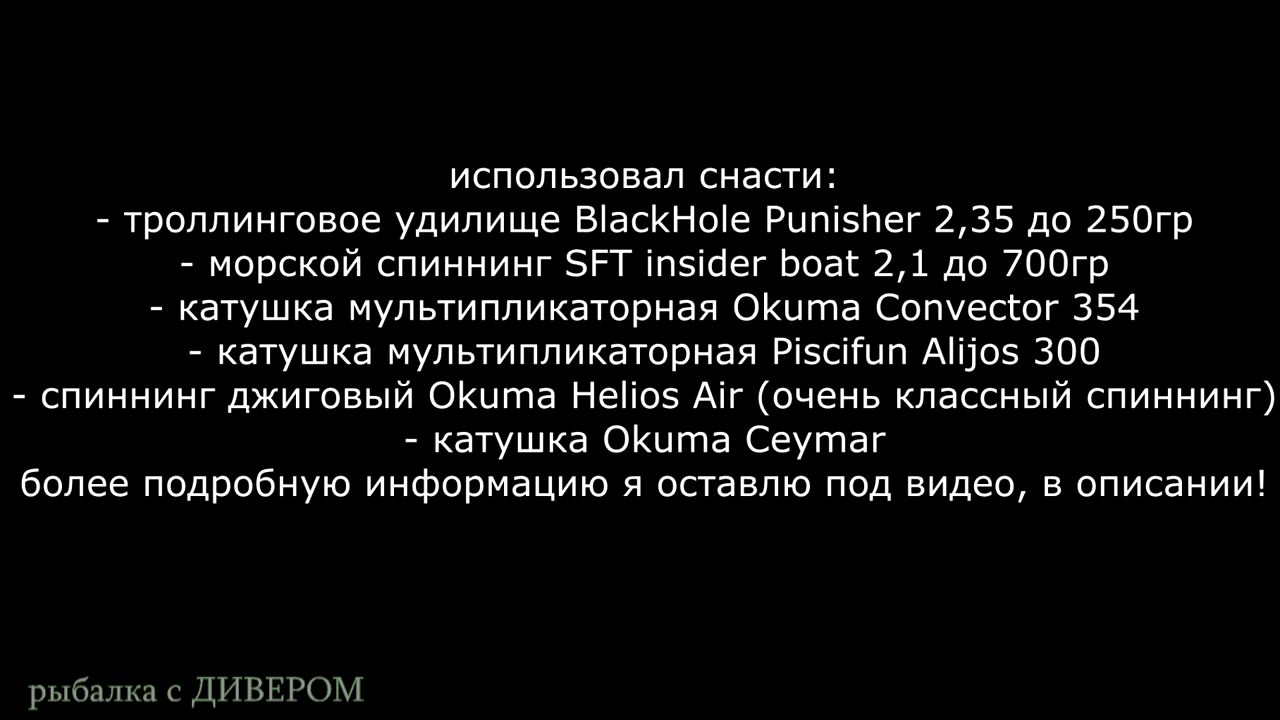 использовал снасти:
- троллинговое удилище BlackHole Punisher 2,35 до 250гр
- морской спиннинг SFT insider boat 2,1 до 700гр
- катушка мультипликаторная Okuma Convector 354
- катушка мультипликаторная Piscifun Alijos 300
- спиннинг джиговый Okuma Helios Air (очень классный спиннинг)
- катушка Okuma Ceymar
более подробную информацию я оставлю под видео, в описании!
рыбалка с ДИВЕРОМ